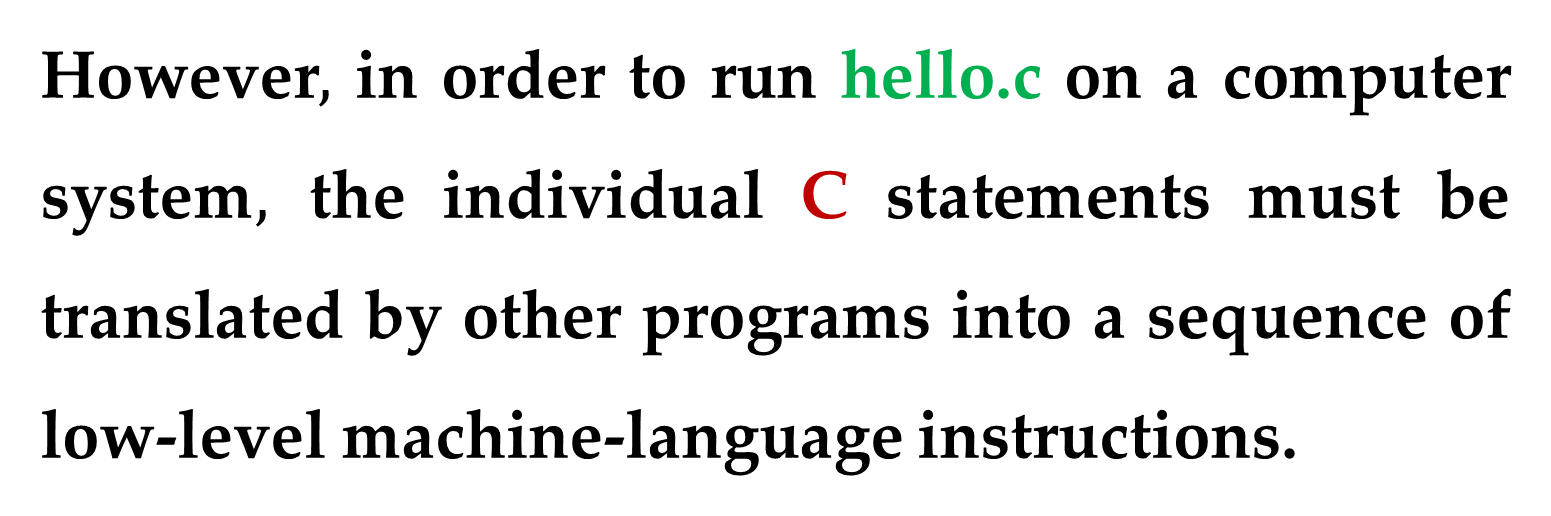 However, in order to run hello.c on a computer
system, the individual C statements must be
translated by other programs into a sequence of
low-level machine-language instructions.